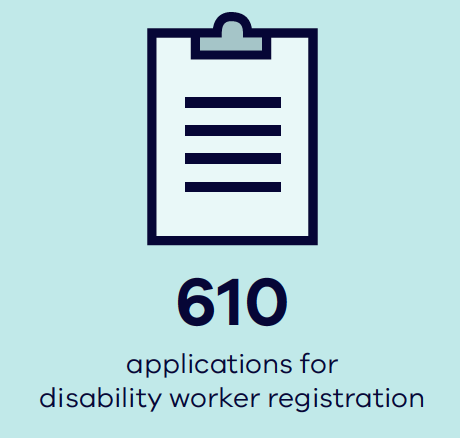 610
applications for
disability worker registration